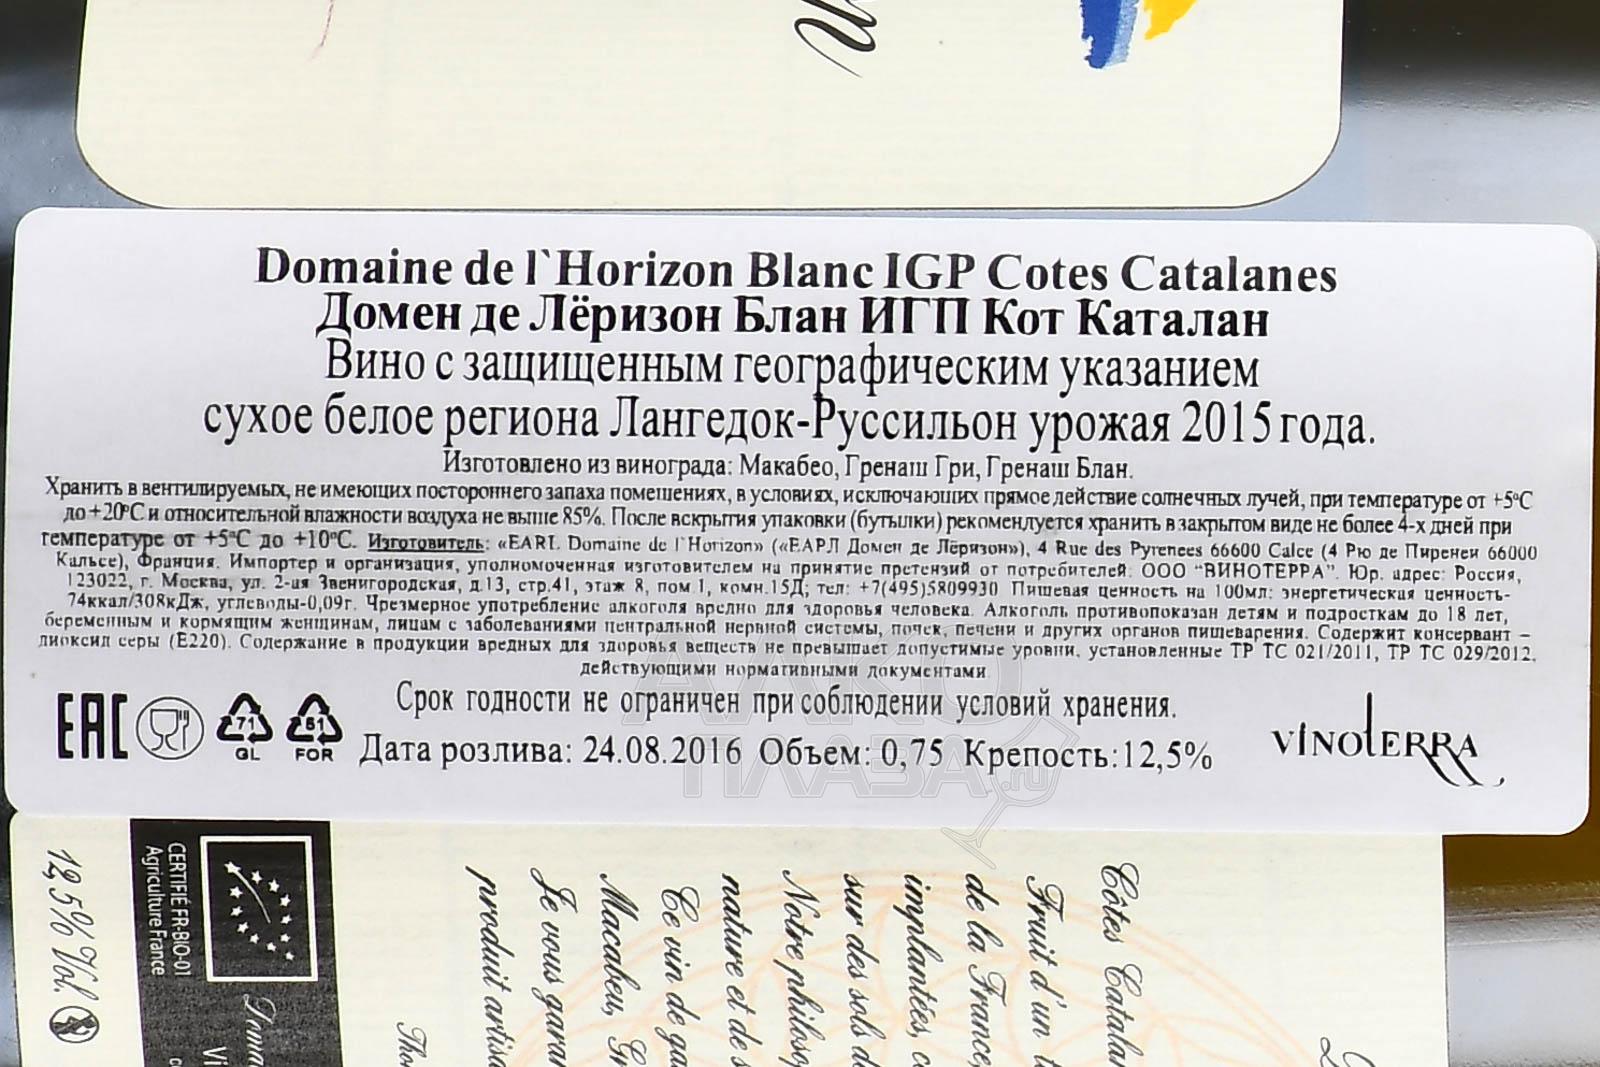 Domaine de l`Horizon Blanc IGP Cotes Catalanes
Домен де Лёризон Блан ИГП Кот Каталан
Вино с защищенным географическим указанием
сухое белое региона Лангедок-Руссильон урожая 2015 года.
Изготовлено из винограда: Макабео, Гренаш Гри, Гренаш Блан.
Хранить в вентилируемых, не имеющих постороннего запаха помещениях, в условиях, исключающих прямое действие солнечных лучей, при температуре от +5°C
до +20°C и относительной влажности воздуха не выше 85%. После вскрытия упаковки (бутылки) рекомендуется хранить в закрытом виде не более 4-х дней при
температуре от +5°C до +10°C. Изготовитель: «EARL Domaine de l`Horizon» («ЕАРЛ Домен де Лёризон»), 4 Rue des Pyrenees 66600 Calce (4 Рю де Пиренеи 66000
Кальсе), Франция. Импортер и организация, уполномоченная изготовителем на принятие претензий от потребителей: ООО "ВИНОТЕРРА". Юр. адрес: Россия,
123022, г. Москва, ул. 2-ая Звенигородская, д.13, стр.41, этаж 8, пом.1, комн.15Д; тел: +7(495)5809930 Пищевая ценность на 100мл: энергетическая ценность-
74ккал/308кДж, углеводы-0,09г. Чрезмерное употребление алкоголя вредно для здоровья человека. Алкоголь противопоказан детям и подросткам до 18 лет,
беременным и кормящим женщинам, лицам с заболеваниями центральной нервной системы, почек, печени и других органов пищеварения. Содержит консервант –
диоксид серы (Е220). Содержание в продукции вредных для здоровья веществ не превышает допустимые уровни, установленные ТР ТС 021/2011, ТР ТС 029/2012,
действующими нормативными документами
Срок годности не ограничен при соблюдении условий хранения.
Дата розлива: 24.08.2016 Объем: 0,75 Крепость:12,5%
EAC
71
GL
61
FOR
VINOTERRA
АЛКО
ПЛАЗА
.ru
12,5% Vol
CERTIFIÉ FR-BIO-01
Agriculture France
Vi
Côtes Catala
Fruit d'un t
de la France,
implantées, c
sur des sols d
Notre philosop
nature et de s
Ce vin de ga
Macabeu, Gr
Je vous garan
produit artisa
Tho